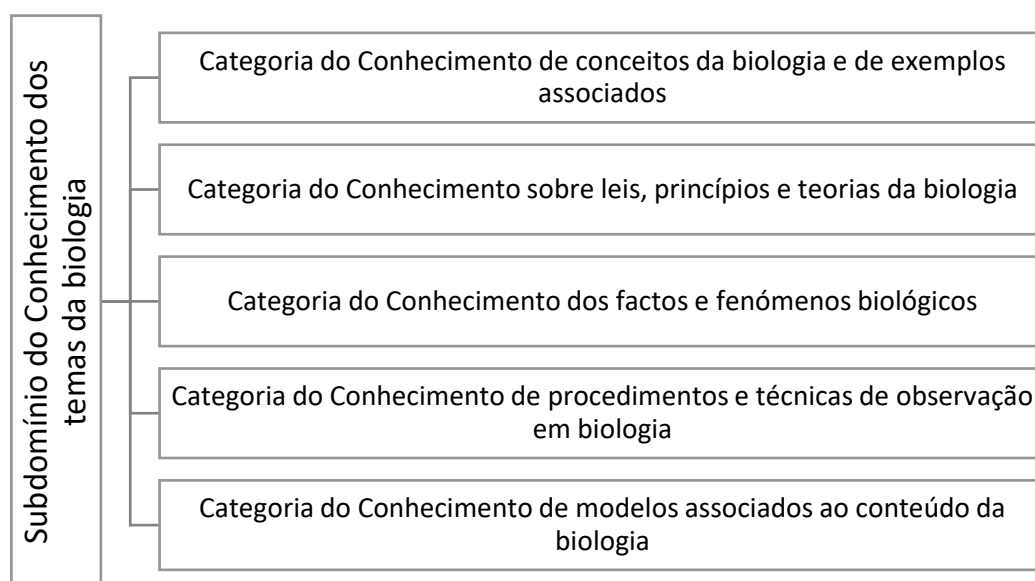 Subdomínio do Conhecimento dos
temas da biologia
Categoria do Conhecimento de conceitos da biologia e de exemplos
associados
Categoria do Conhecimento sobre leis, princípios e teorias da biologia
Categoria do Conhecimento dos factos e fenómenos biológicos
Categoria do Conhecimento de procedimentos e técnicas de observação
em biologia
Categoria do Conhecimento de modelos associados ao conteúdo da
biologia